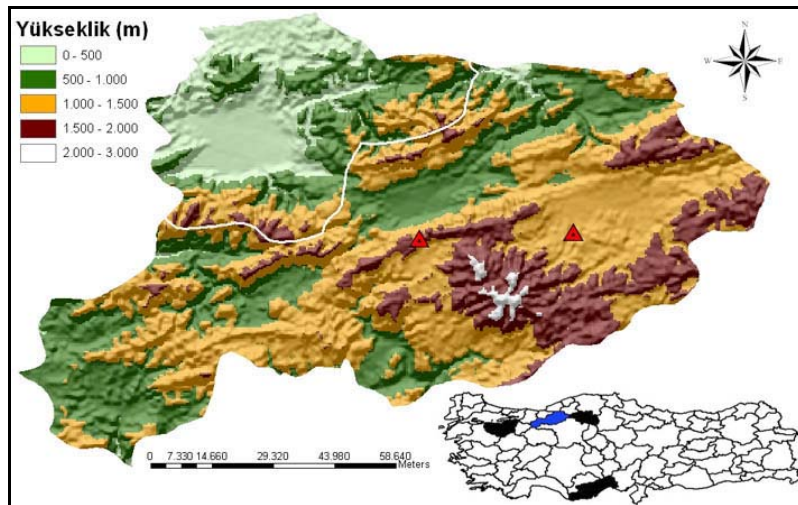 Yükseklik (m)
0 - 500
500 - 1.000
1.000 - 1.500
1.500 - 2.000
2.000 - 3.000
N
W
E
S
0 7.330 14.660 29.320 43.980 58.640
Meters